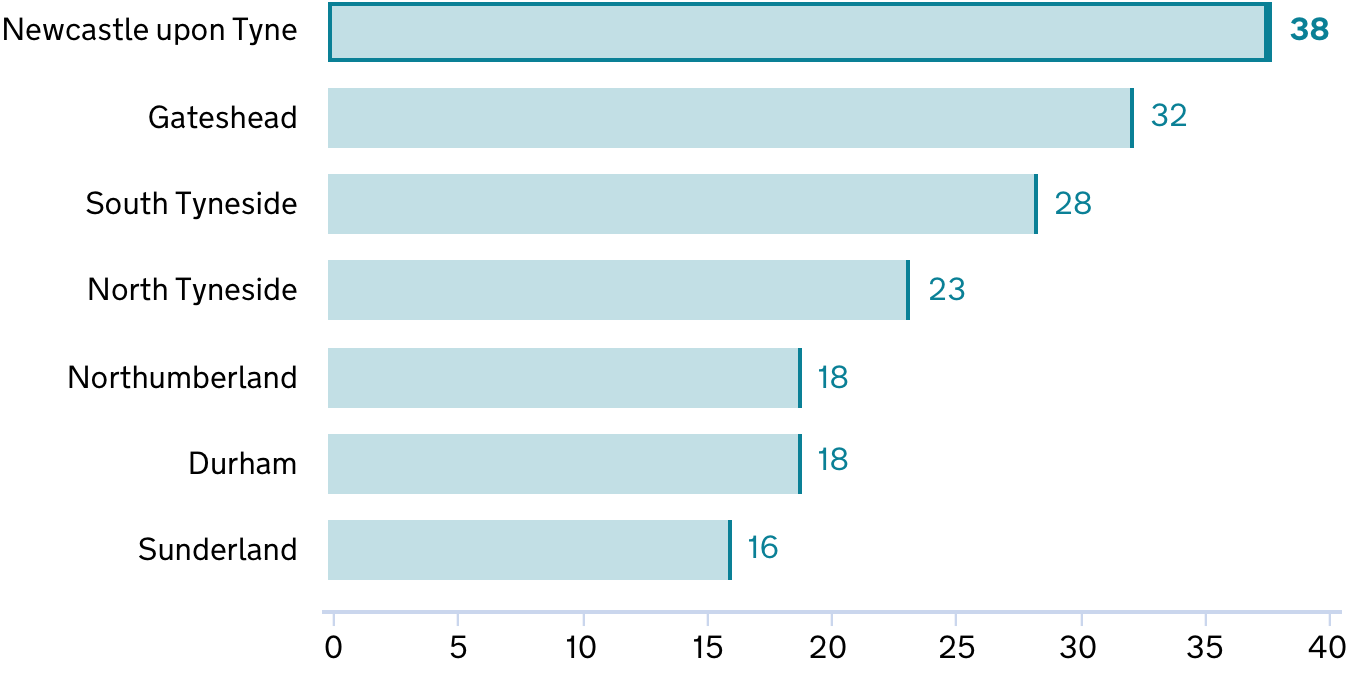 Newcastle upon Tyne 38
Gateshead 32
South Tyneside 28
North Tyneside 23
Northumberland 18
Durham 18
Sunderland 16
0 5 10 15 20 25 30 35 40